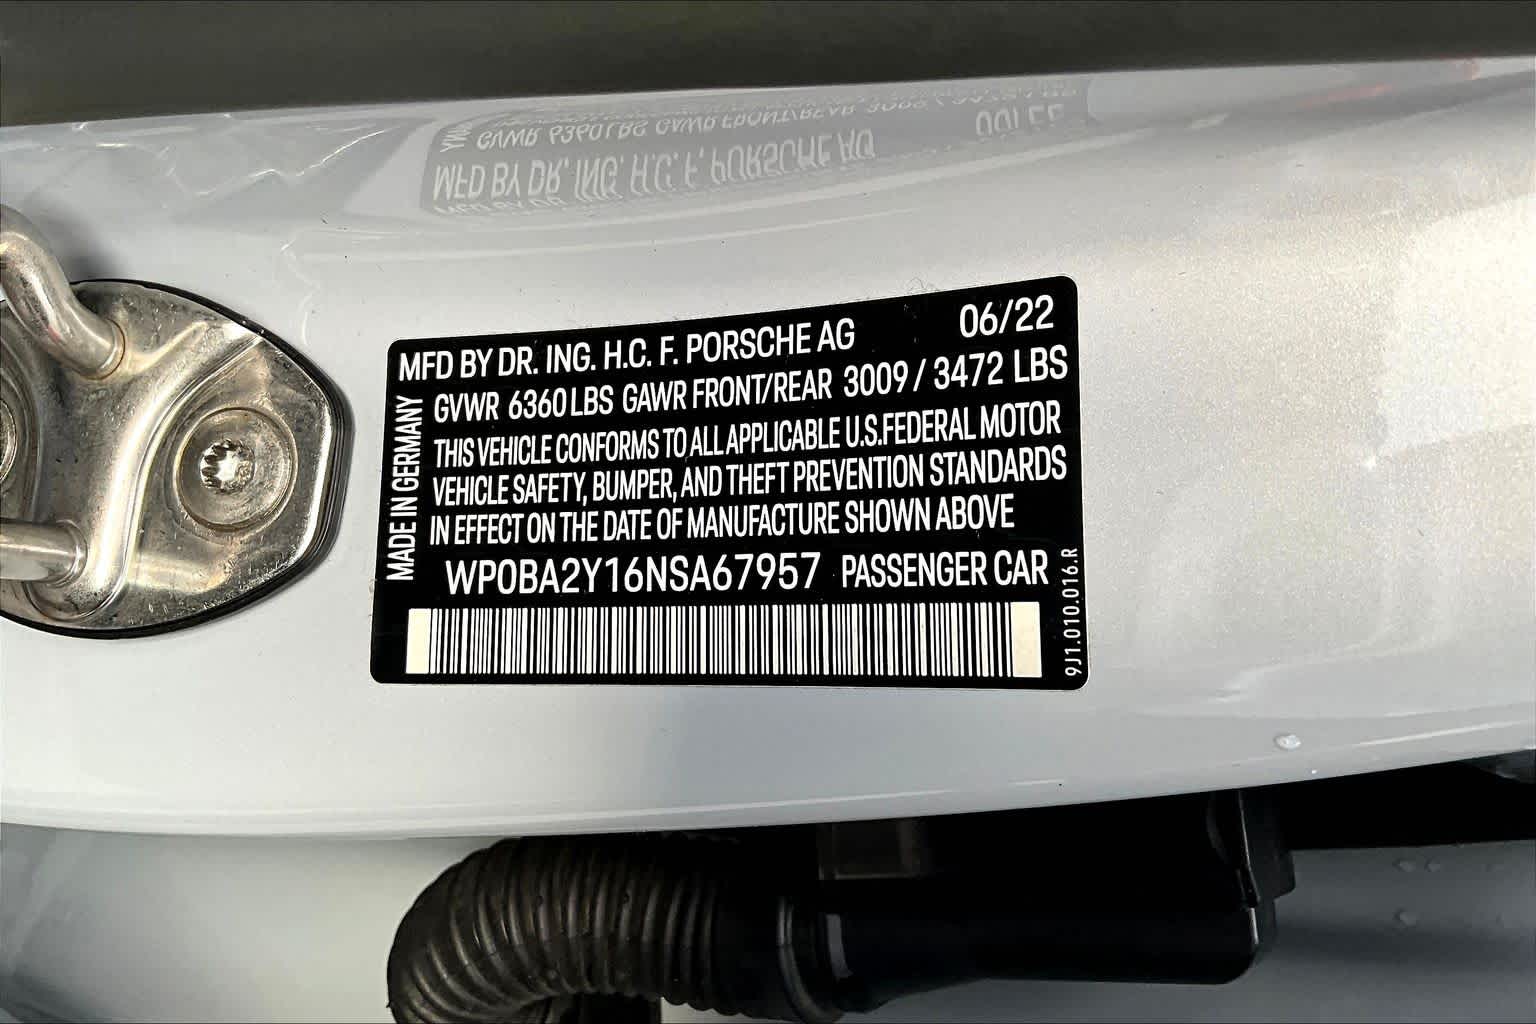 MFD BY DR. ING. H.C. F. PORSCHE AG 06/22
GVWR 6360 LBS GAWR FRONT/REAR 3009 / 3472 LBS
THIS VEHICLE CONFORMS TO ALL APPLICABLE U.S.FEDERAL MOTOR
VEHICLE SAFETY, BUMPER, AND THEFT PREVENTION STANDARDS
IN EFFECT ON THE DATE OF MANUFACTURE SHOWN ABOVE
WP0BA2Y16NSA67957 PASSENGER CAR
MADE IN GERMANY
9J1.010.016.R